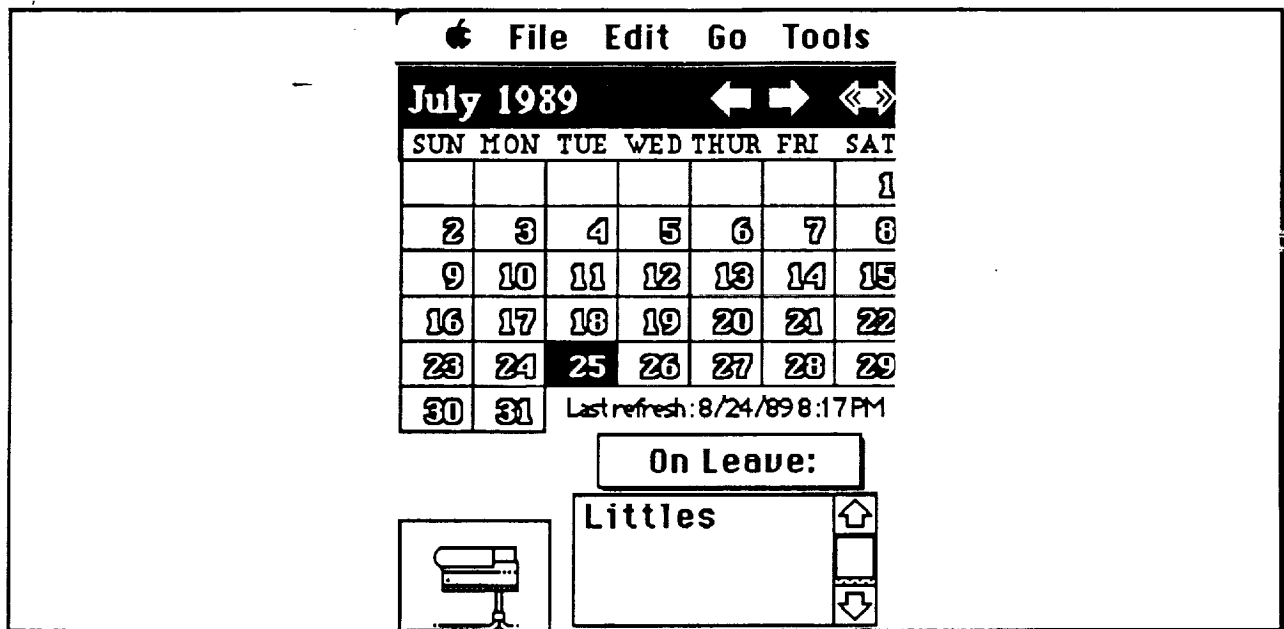 File Edit Go Tools
July 1989
SUN MON TUE WED THUR FRI SAT
1
2 3 4 5 6 7 8
9 10 11 12 13 14 15
16 17 18 19 20 21 22
23 24 25 26 27 28 29
30 31 Last refresh: 8/24/89 8:17 PM
On Leave:
Littles